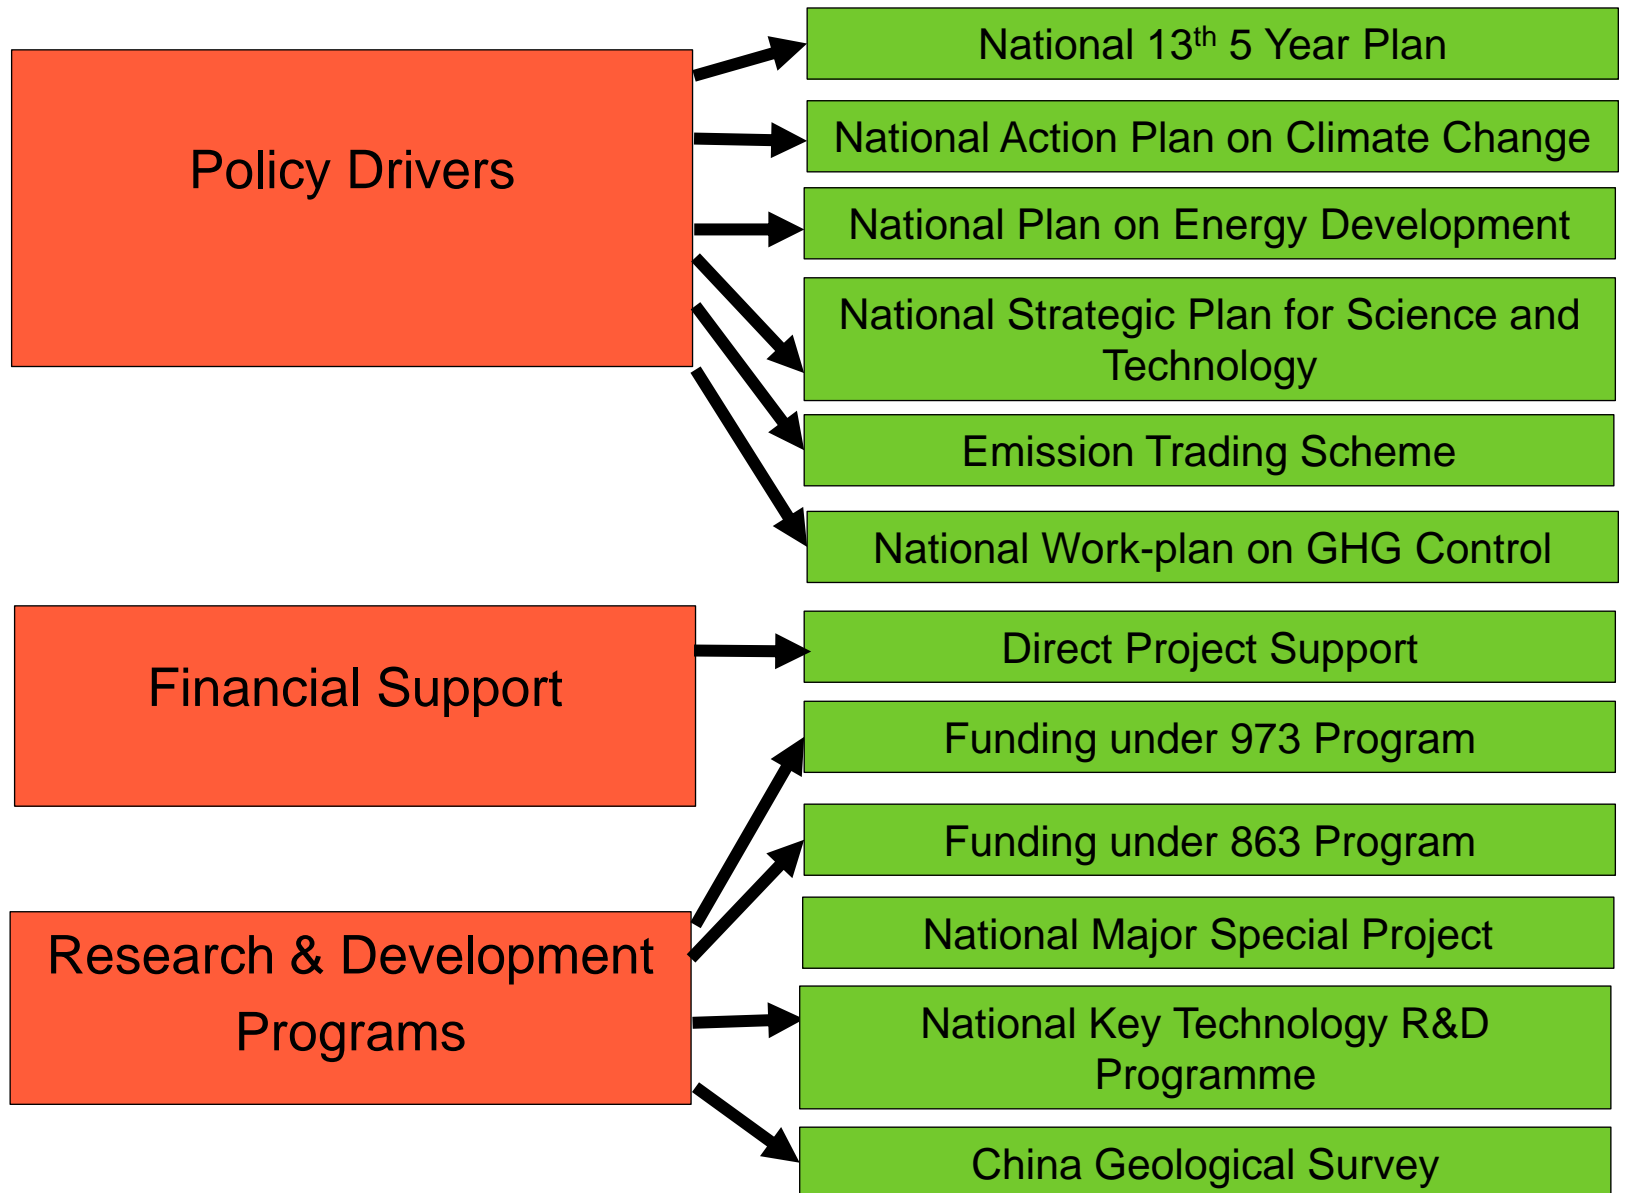 Policy Drivers
National 13th 5 Year Plan
National Action Plan on Climate Change
National Plan on Energy Development
National Strategic Plan for Science and
Technology
Emission Trading Scheme
National Work-plan on GHG Control
Financial Support
Direct Project Support
Research & Development
Programs
Funding under 973 Program
Funding under 863 Program
National Major Special Project
National Key Technology R&D
Programme
China Geological Survey